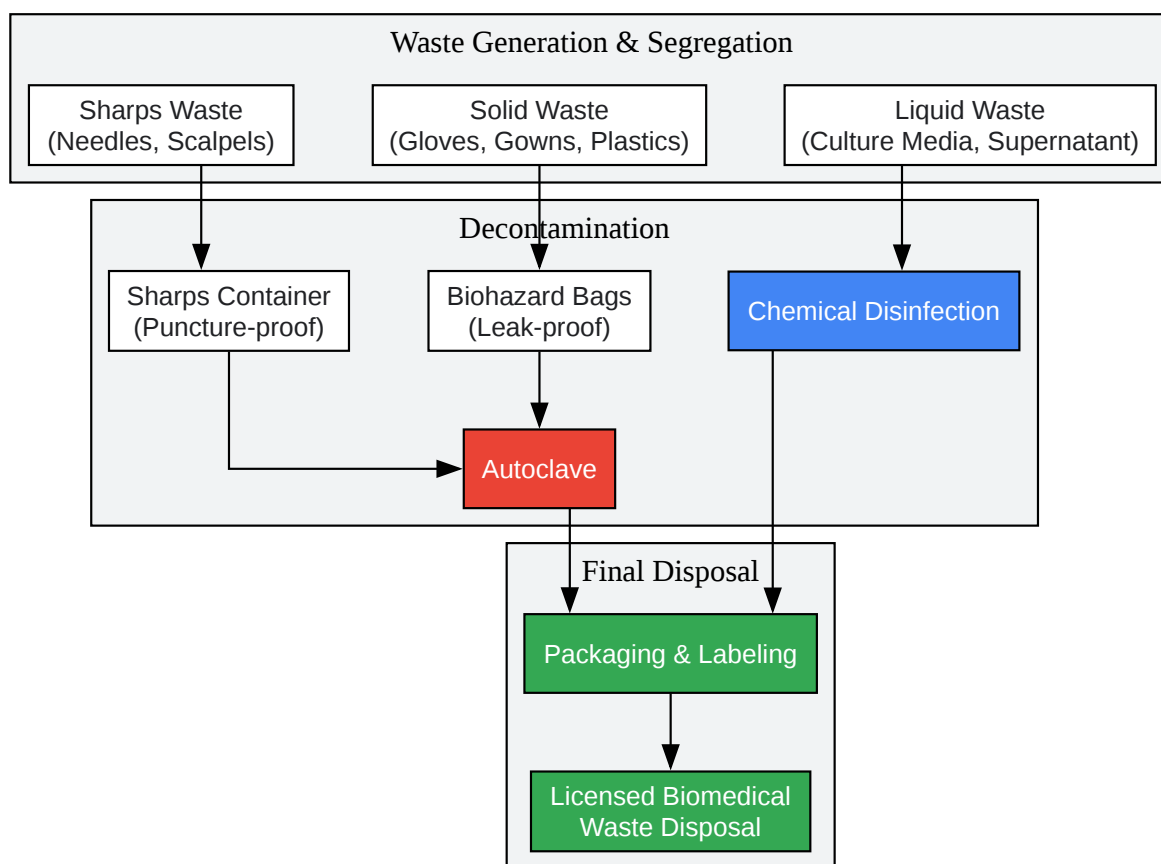 Waste Generation & Segregation
Sharps Waste
(Needles, Scalpels)
Solid Waste
(Gloves, Gowns, Plastics)
Liquid Waste
(Culture Media, Supernatant)
Decontamination
Sharps Container
(Puncture-proof)
Biohazard Bags
(Leak-proof)
Chemical Disinfection
Autoclave
Final Disposal
Packaging & Labeling
Licensed Biomedical
Waste Disposal